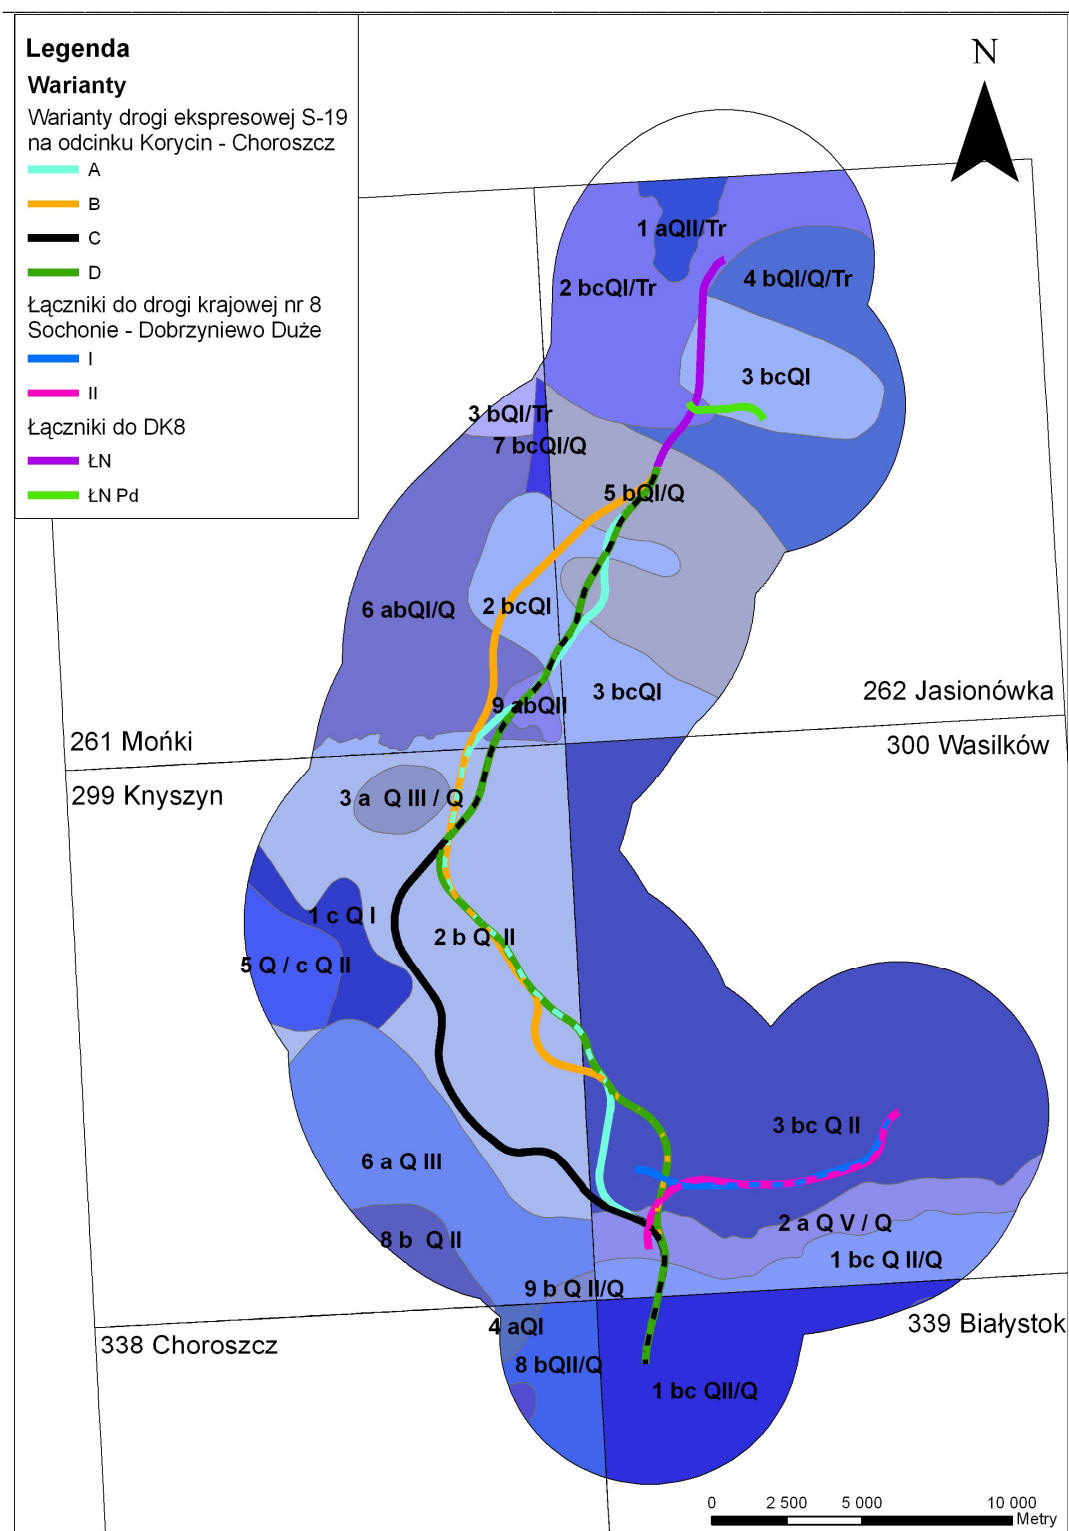 Legenda
Warianty
Warianty drogi ekspresowej S-19
na odcinku Korycin - Choroszcz
A
B
C
D
Łączniki do drogi krajowej nr 8
Sochonie - Dobrzyniewo Duże
I
II
Łączniki do DK8
ŁN
ŁN Pd
N
1 aQII/Tr
2 bcQI/Tr
4 bQI/Q/Tr
3 bcQI
3 bQI/Tr
7 bcQI/Q
5 bQI/Q
6 abQI/Q
2 bcQI
3 bcQI
9 abQII
262 Jasionówka
261 Mońki
300 Wasilków
299 Knyszyn
3 a Q III / Q
1 c Q I
2 b Q II
5 Q / c Q II
3 bc Q II
6 a Q III
2 a Q V / Q
8 b Q II
1 bc Q II/Q
9 b Q II/Q
4 aQI
339 Białystok
338 Choroszcz
8 bQII/Q
1 bc QII/Q
0 2 500 5 000 10 000
Metry